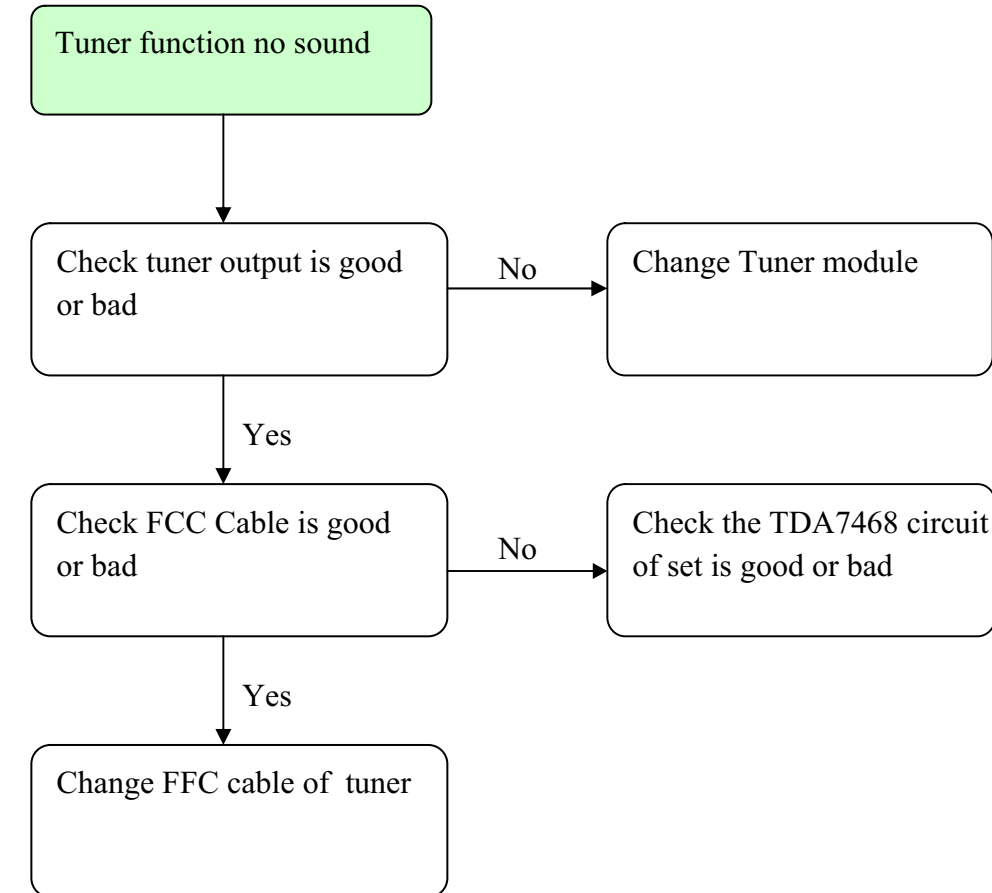 Tuner function no sound
Check tuner output is good
or bad
No
Change Tuner module
Yes
Check FCC Cable is good
or bad
No
Check the TDA7468 circuit
of set is good or bad
Yes
Change FFC cable of  tuner